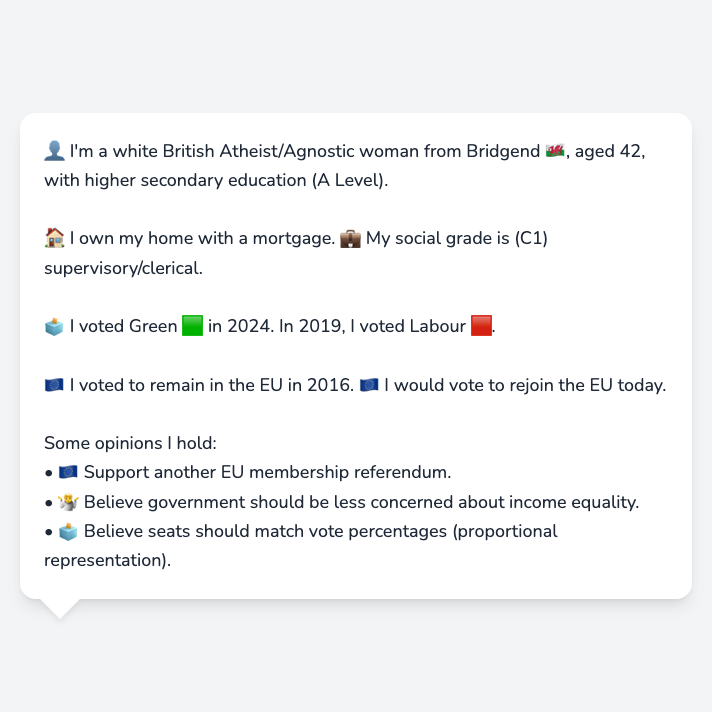 👤 I'm a white British Atheist/Agnostic woman from Bridgend 🏴󠁧󠁢󠁷󠁬󠁳󠁿, aged 42,
with higher secondary education (A Level).
🏠 I own my home with a mortgage. 💼 My social grade is (C1)
supervisory/clerical.
🗳️ I voted Green 🟩 in 2024. In 2019, I voted Labour 🟥.
🇪🇺 I voted to remain in the EU in 2016. 🇪🇺 I would vote to rejoin the EU today.
Some opinions I hold:
• 🇪🇺 Support another EU membership referendum.
• 🤷 Believe government should be less concerned about income equality.
• 🗳️ Believe seats should match vote percentages (proportional
representation).